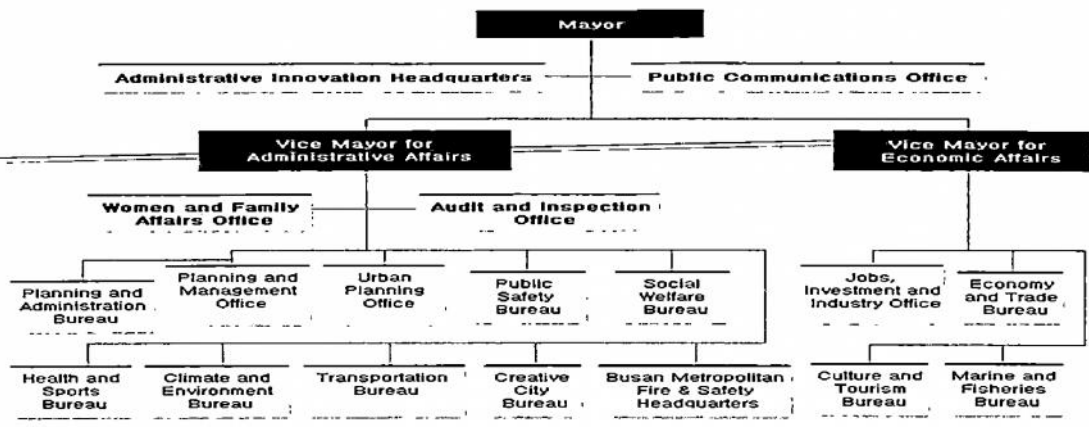 Mayor
Administrative Innovation Headquarters
Public Communications Office
Vice Mayor for
Administrative Affairs
Vice Mayor for
Economic Affairs
Women and Family
Affairs Office
Audit and Inspection
Office
Planning and
Administration
Bureau
Planning and
Management
Office
Urban
Planning
Office
Public
Safety
Bureau
Social
Welfare
Bureau
Jobs,
Investment and
Industry Office
Economy
and Trade
Bureau
Health and
Sports
Bureau
Climate and
Environment
Bureau
Transportation
Bureau
Creative
City
Bureau
Busan Metropolitan
Fire & Safety
Headquarters
Culture and
Tourism
Bureau
Marine and
Fisheries
Bureau